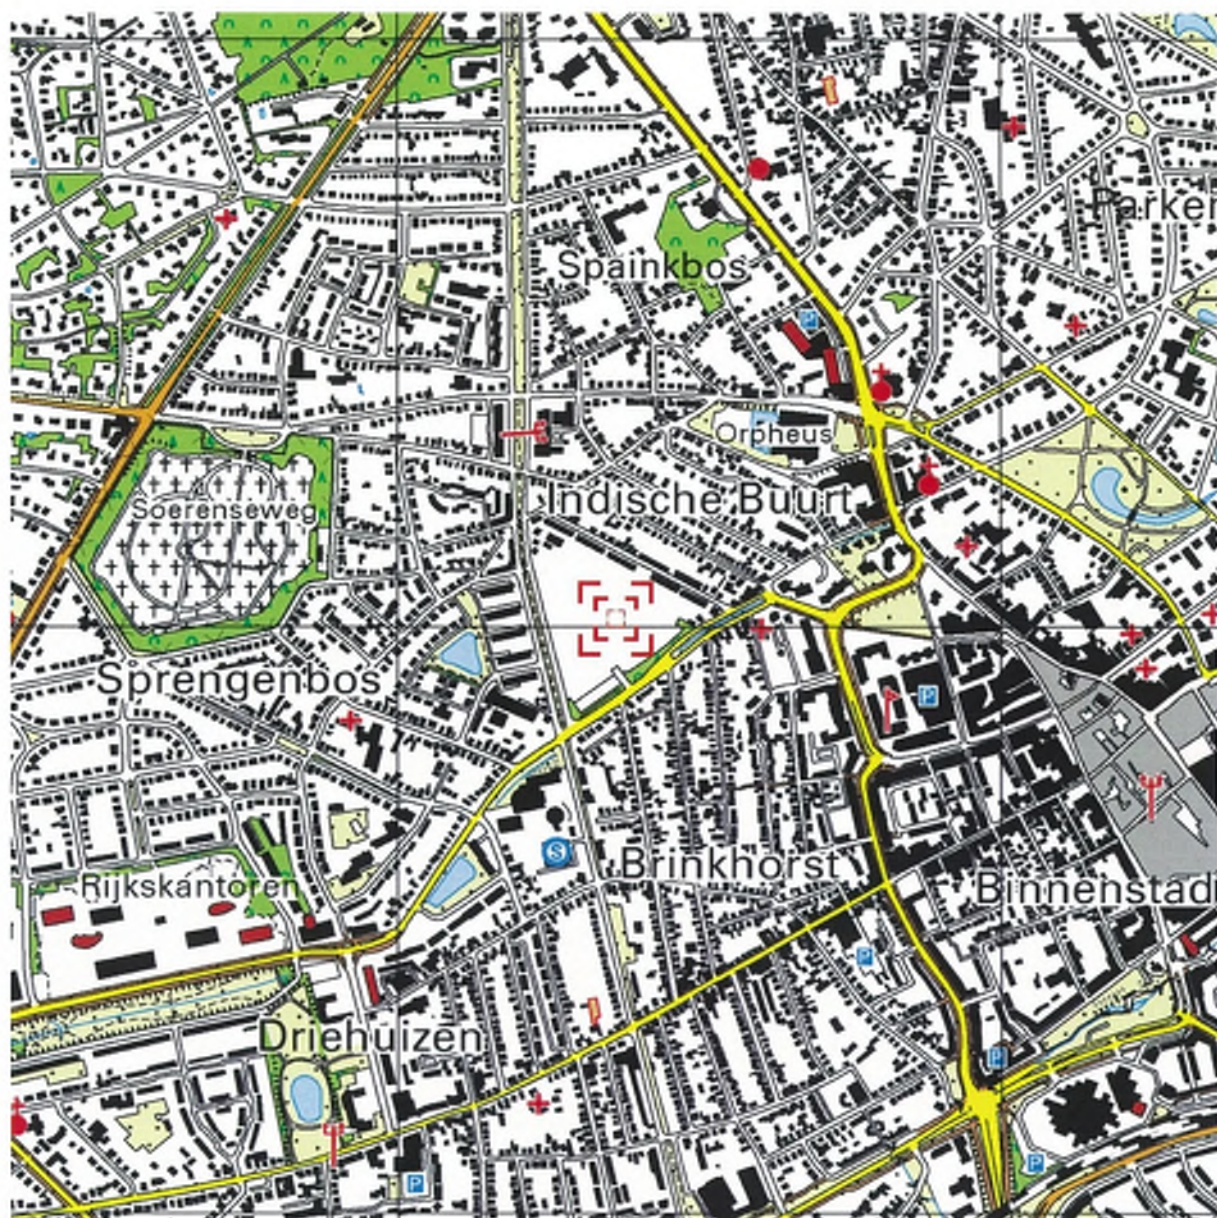 Parker
Spainkbos
Orpheus
Indische Buurt
Soerenseweg
Sprengenbos
P
P
S
Brinkhorst
Rijkskantoren
Binnenstad
P
Driehuizen
P
P
P